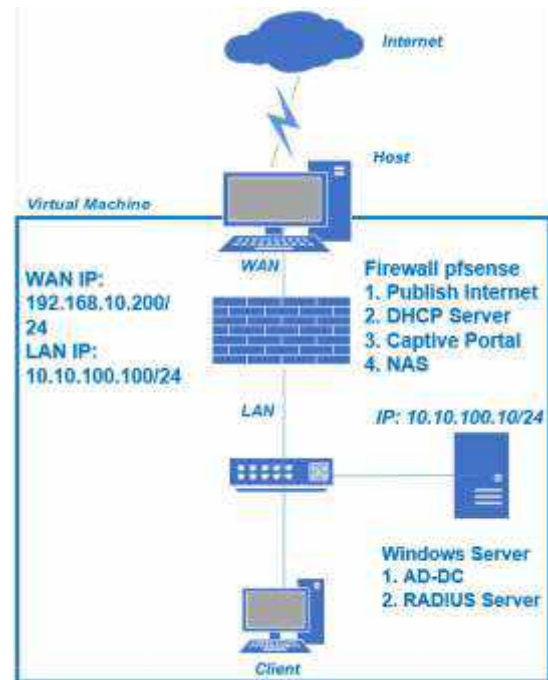 Internet
Host
Virtual Machine
WAN
WAN IP:
192.168.10.200/
24
LAN IP:
10.10.100.100/24
Firewall pfsense
1. Publish Internet
2. DHCP Server
3. Captive Portal
4. NAS
LAN
IP: 10.10.100.10/24
Windows Server
1. AD-DC
2. RADIUS Server
Client